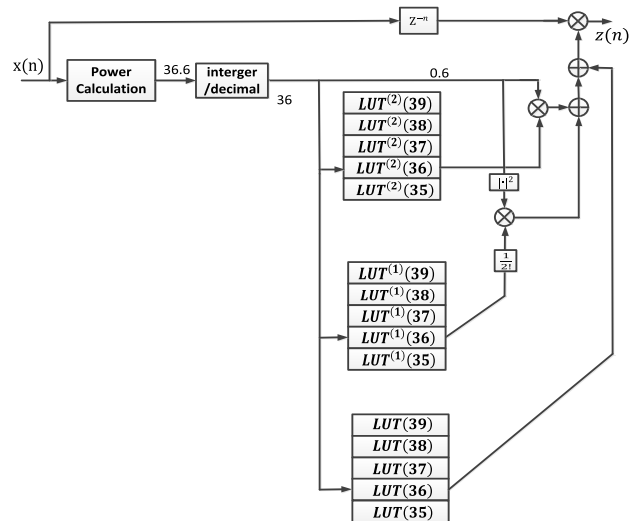 Z⁻ⁿ
z(n)
x(n)
Power Calculation
36.6
interger /decimal
36
0.6
LUT⁽²⁾(39)
LUT⁽²⁾(38)
LUT⁽²⁾(37)
LUT⁽²⁾(36)
LUT⁽²⁾(35)
|·|²
1/2!
LUT⁽¹⁾(39)
LUT⁽¹⁾(38)
LUT⁽¹⁾(37)
LUT⁽¹⁾(36)
LUT⁽¹⁾(35)
LUT(39)
LUT(38)
LUT(37)
LUT(36)
LUT(35)